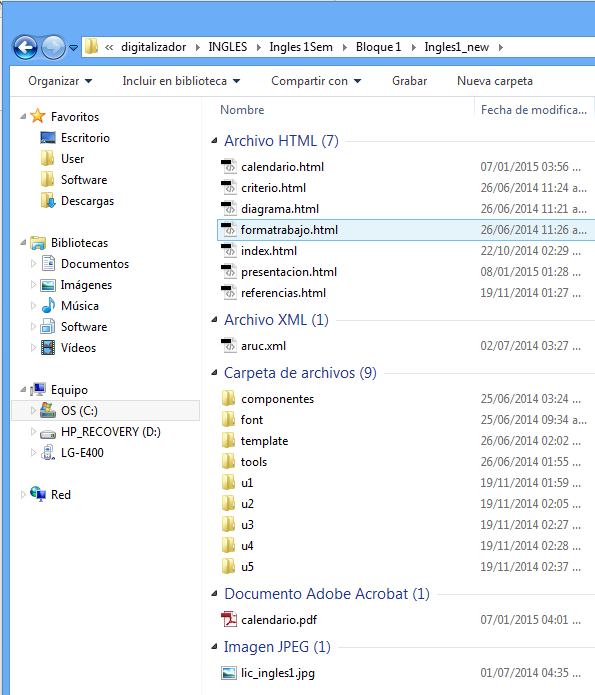 « digitalizador ▸ INGLES ▸ Ingles 1Sem ▸ Bloque 1 ▸ Ingles1_new ▸
Organizar ▾ Incluir en biblioteca ▾ Compartir con ▾ Grabar Nueva carpeta
Favoritos
Escritorio
User
Software
Descargas
Bibliotecas
Documentos
Imágenes
Música
Software
Vídeos
Equipo
OS (C:)
HP_RECOVERY (D:)
LG-E400
Red
Nombre Fecha de modifica...
Archivo HTML (7)
calendario.html 07/01/2015 03:56 ...
criterio.html 26/06/2014 11:24 a...
diagrama.html 26/06/2014 11:21 a...
formatrabajo.html 26/06/2014 11:26 a...
index.html 22/10/2014 02:29 ...
presentacion.html 08/01/2015 01:28 ...
referencias.html 19/11/2014 01:27 ...
Archivo XML (1)
aruc.xml 02/07/2014 03:27 ...
Carpeta de archivos (9)
componentes 25/06/2014 03:24 ...
font 25/06/2014 09:34 a...
template 26/06/2014 02:02 ...
tools 26/06/2014 01:55 ...
u1 19/11/2014 01:59 ...
u2 19/11/2014 02:05 ...
u3 19/11/2014 02:27 ...
u4 19/11/2014 02:28 ...
u5 19/11/2014 02:37 ...
Documento Adobe Acrobat (1)
calendario.pdf 07/01/2015 04:01 ...
Imagen JPEG (1)
lic_ingles1.jpg 01/07/2014 04:35 ...